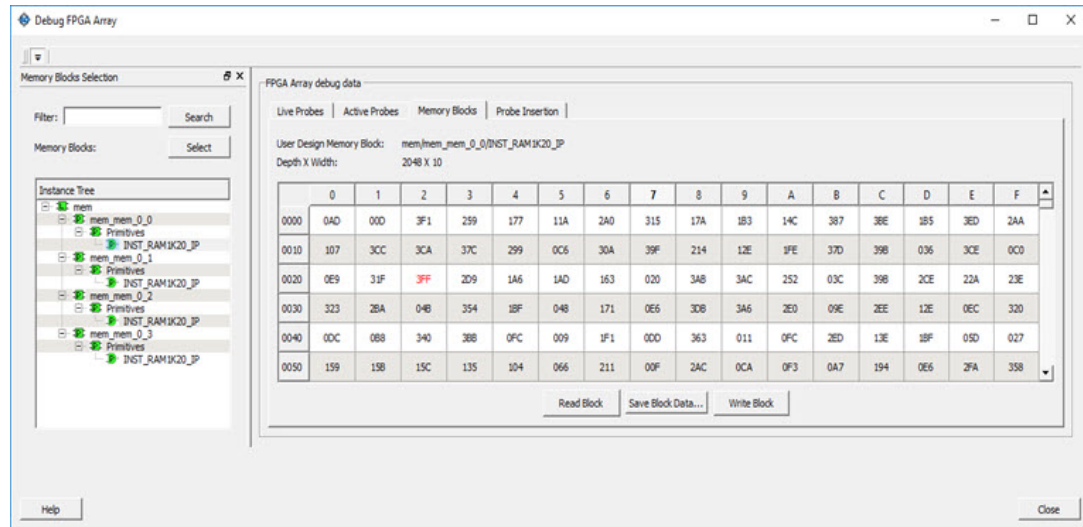 Debug FPGA Array
Memory Blocks Selection
Filter: Search
Memory Blocks: Select
Instance Tree
mem
mem_mem_0_0
Primitives
INST_RAM1K20_IP
mem_mem_0_1
Primitives
INST_RAM1K20_IP
mem_mem_0_2
Primitives
INST_RAM1K20_IP
mem_mem_0_3
Primitives
INST_RAM1K20_IP
FPGA Array debug data
Live Probes Active Probes Memory Blocks Probe Insertion
User Design Memory Block: mem/mem_mem_0_0/INST_RAM1K20_IP
Depth X Width: 2048 X 10
0 1 2 3 4 5 6 7 8 9 A B C D E F
0000 0AD 00D 3F1 259 177 11A 2A0 315 17A 1B3 14C 387 3BE 1B5 3ED 2AA
0010 107 3CC 3CA 37C 299 0C6 30A 39F 214 12E 1FE 37D 39B 036 3CE 0C0
0020 0E9 31F 3FF 2D9 1A6 1AD 163 020 3AB 3AC 252 03C 39B 2CE 22A 23E
0030 323 2BA 04B 354 1BF 04B 171 0E6 3DB 3A6 2E0 09E 2EE 12E 0EC 320
0040 0DC 0BB 340 3BB 0FC 009 1F1 0DD 363 011 0FC 2ED 13E 1BF 05D 027
0050 159 15B 15C 135 104 066 211 00F 2AC 0CA 0F3 0A7 194 0E6 2FA 358
Read Block Save Block Data... Write Block
Help Close